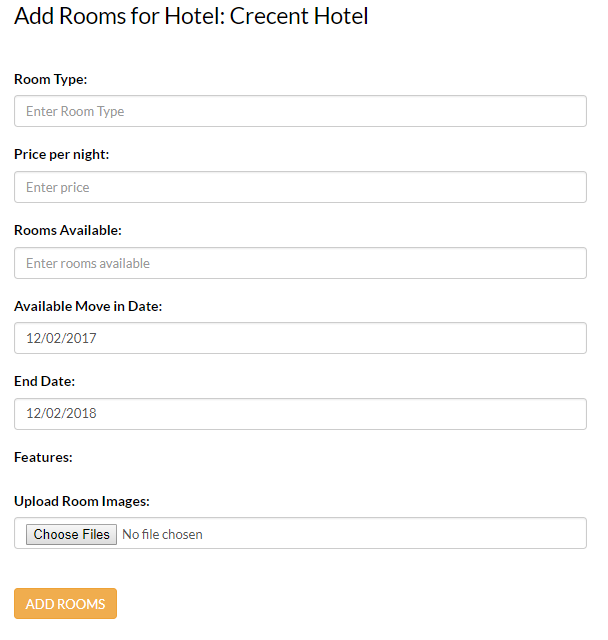 Add Rooms for Hotel: Crecent Hotel
Room Type:
Enter Room Type
Price per night:
Enter price
Rooms Available:
Enter rooms available
Available Move in Date:
12/02/2017
End Date:
12/02/2018
Features:
Upload Room Images:
Choose Files No file chosen
ADD ROOMS